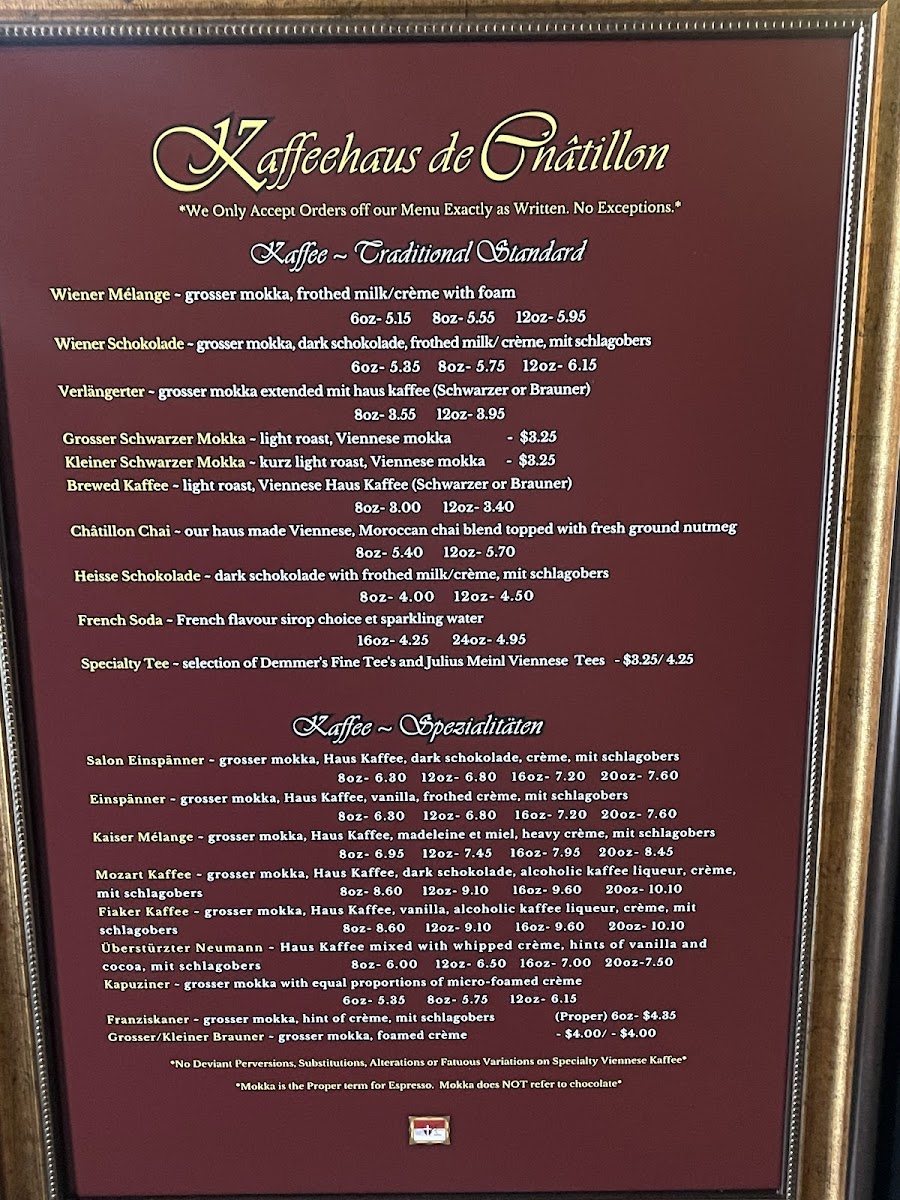 Kaffeehaus de Châtillon
*We Only Accept Orders off our Menu Exactly as Written. No Exceptions.*
Kaffee ~ Traditional Standard
Wiener Mélange ~ grosser mokka, frothed milk/crème with foam
6oz- 5.15 8oz- 5.55 12oz- 5.95
Wiener Schokolade ~ grosser mokka, dark schokolade, frothed milk/ crème, mit schlagobers
6oz- 5.35 8oz- 5.75 12oz- 6.15
Verlängerter ~ grosser mokka extended mit haus kaffee (Schwarzer or Brauner)
8oz- 3.55 12oz- 3.95
Grosser Schwarzer Mokka ~ light roast, Viennese mokka - $3.25
Kleiner Schwarzer Mokka ~ kurz light roast, Viennese mokka - $3.25
Brewed Kaffee ~ light roast, Viennese Haus Kaffee (Schwarzer or Brauner)
8oz- 3.00 12oz- 3.40
Châtillon Chai ~ our haus made Viennese, Moroccan chai blend topped with fresh ground nutmeg
8oz- 5.40 12oz- 5.70
Heisse Schokolade ~ dark schokolade with frothed milk/crème, mit schlagobers
8oz- 4.00 12oz- 4.50
French Soda ~ French flavour sirop choice et sparkling water
16oz- 4.25 24oz- 4.95
Specialty Tee ~ selection of Demmer's Fine Tee's and Julius Meinl Viennese Tees - $3.25/ 4.25
Kaffee ~ Spezialitäten
Salon Einspänner ~ grosser mokka, Haus Kaffee, dark schokolade, crème, mit schlagobers
8oz- 6.30 12oz- 6.80 16oz- 7.20 20oz- 7.60
Einspänner ~ grosser mokka, Haus Kaffee, vanilla, frothed crème, mit schlagobers
8oz- 6.30 12oz- 6.80 16oz- 7.20 20oz- 7.60
Kaiser Mélange ~ grosser mokka, Haus Kaffee, madeleine et miel, heavy crème, mit schlagobers
8oz- 6.95 12oz- 7.45 16oz- 7.95 20oz- 8.45
Mozart Kaffee - grosser mokka, Haus Kaffee, dark schokolade, alcoholic kaffee liqueur, crème,
mit schlagobers 8oz- 8.60 12oz- 9.10 16oz- 9.60 20oz- 10.10
Fiaker Kaffee - grosser mokka, Haus Kaffee, vanilla, alcoholic kaffee liqueur, crème, mit
schlagobers 8oz- 8.60 12oz- 9.10 16oz- 9.60 20oz- 10.10
Überstürzter Neumann - Haus Kaffee mixed with whipped crème, hints of vanilla and
cocoa, mit schlagobers 8oz- 6.00 12oz- 6.50 16oz- 7.00 20oz-7.50
Kapuziner - grosser mokka with equal proportions of micro-foamed crème
6oz- 5.35 8oz- 5.75 12oz- 6.15
Franziskaner ~ grosser mokka, hint of crème, mit schlagobers (Proper) 6oz- $4.35
Grosser/Kleiner Brauner ~ grosser mokka, foamed crème - $4.00/ - $4.00
*No Deviant Perversions, Substitutions, Alterations or Fatuous Variations on Specialty Viennese Kaffee*
*Mokka is the Proper term for Espresso. Mokka does NOT refer to chocolate*